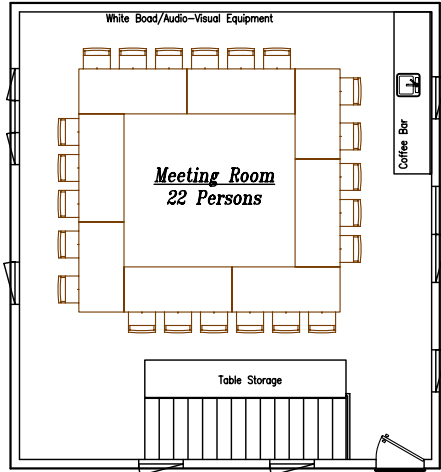 White Boad/Audio-Visual Equipment
Coffee Bar
Meeting Room
22 Persons
Table Storage